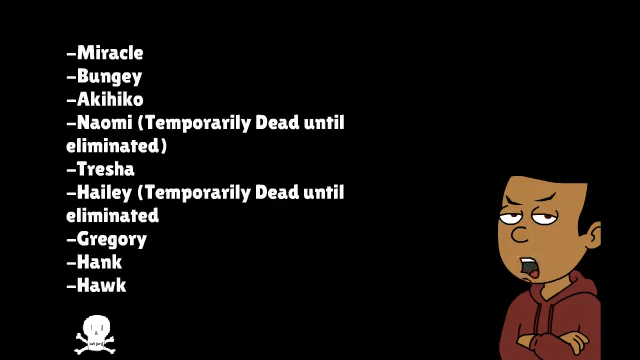 -Miracle
-Bungey
-Akihiko
-Naomi (Temporarily Dead until
eliminated)
-Tresha
-Hailey (Temporarily Dead until
eliminated
-Gregory
-Hank
-Hawk